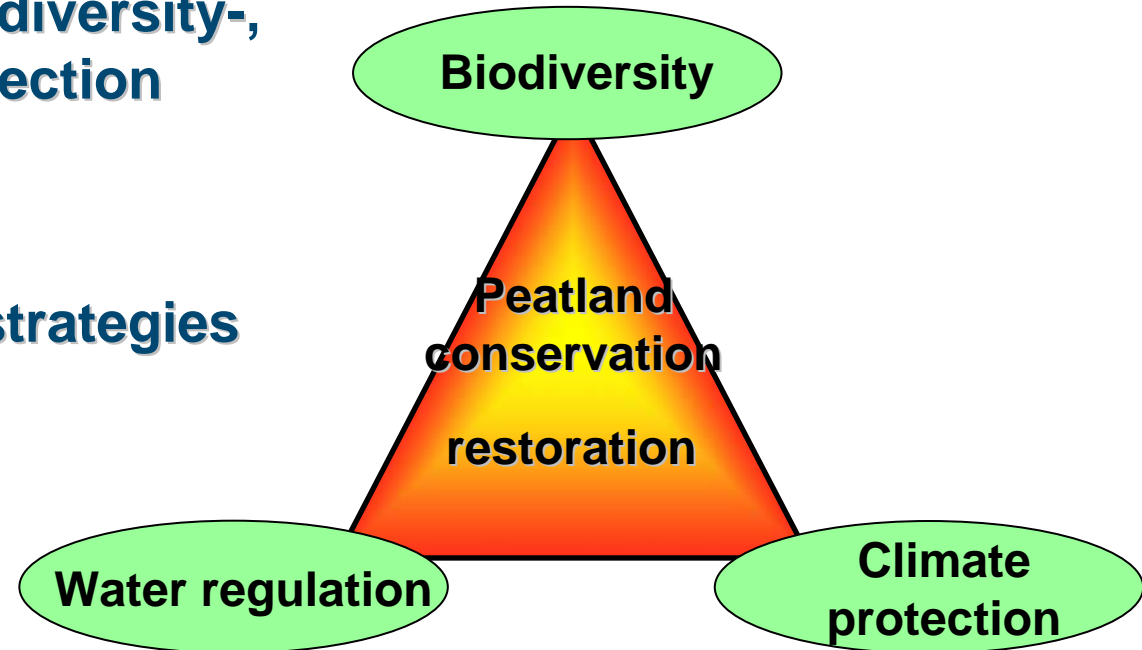 diversity-,
ection
strategies
Biodiversity
Peatland
conservation
restoration
Water regulation
Climate
protection